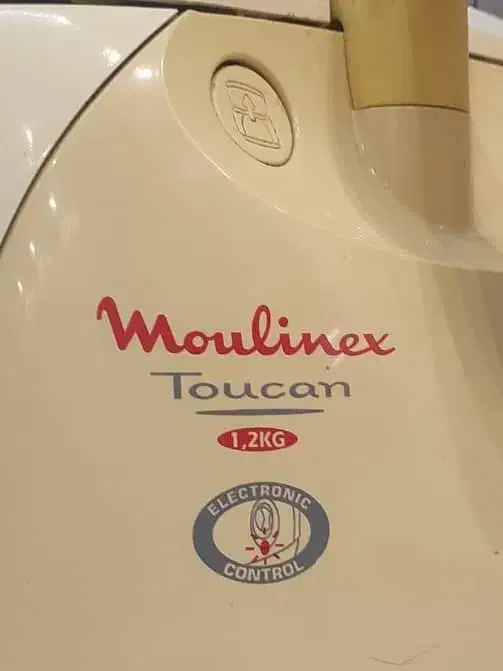 Moulinex
Toucan
1,2KG
ELECTRONIC
CONTROL